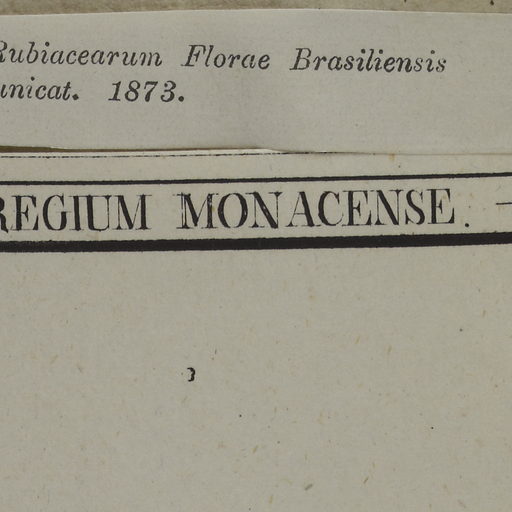 Rubiacearum Florae Brasiliensis
unicat. 1873.
REGIUM MONACENSE. —